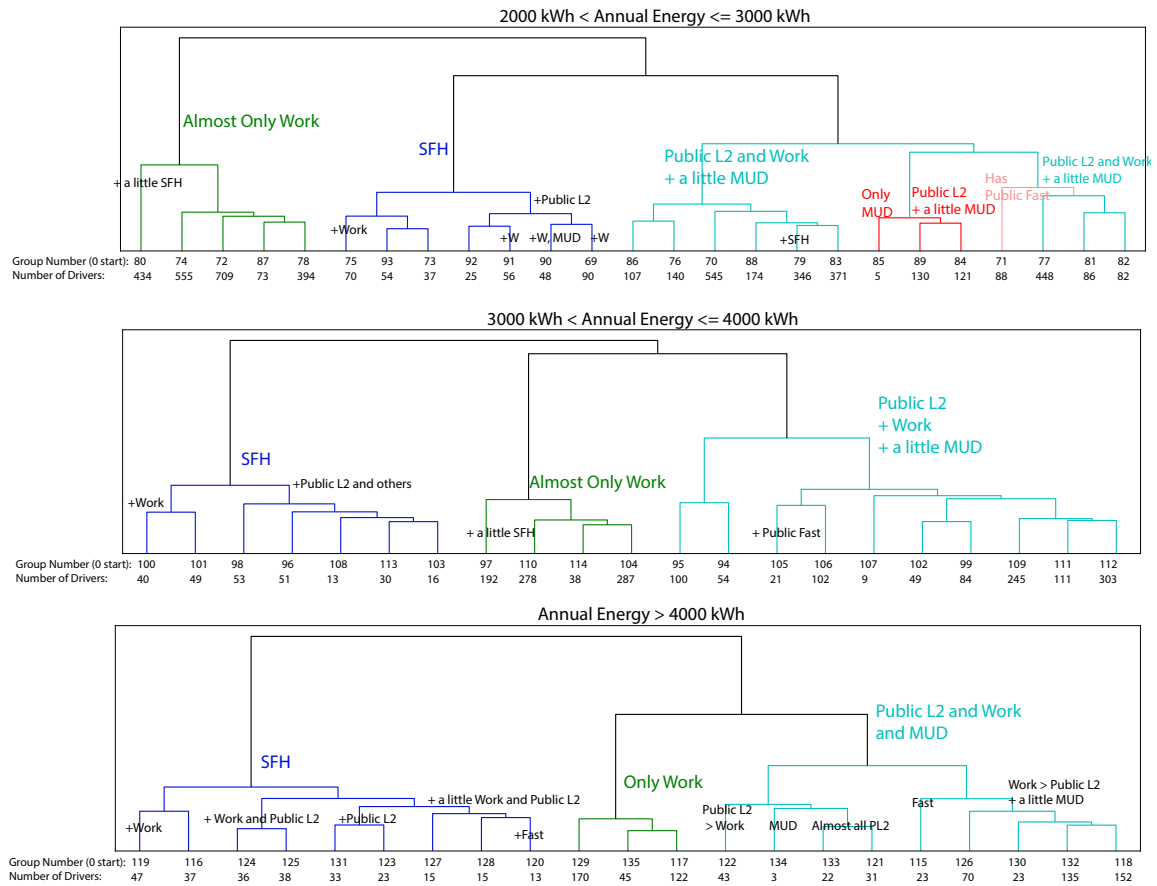 2000 kWh < Annual Energy <= 3000 kWh
Almost Only Work
+ a little SFH
SFH
+Public L2
+Work
+W
+W, MUD
+W
Public L2 and Work
+ a little MUD
+SFH
Only
MUD
Public L2
+ a little MUD
Has
Public Fast
Public L2 and Work
+ a little MUD
Group Number (0 start): 80 74 72 87 78 75 93 73 92 91 90 69 86 76 70 88 79 83 85 89 84 71 77 81 82
Number of Drivers: 434 555 709 73 394 70 54 37 25 56 48 90 107 140 545 174 346 371 5 130 121 88 448 86 82
3000 kWh < Annual Energy <= 4000 kWh
SFH
+Work
+Public L2 and others
Almost Only Work
+ a little SFH
Public L2
+ Work
+ a little MUD
+ Public Fast
Group Number (0 start): 100 101 98 96 108 113 103 97 110 114 104 95 94 105 106 107 102 99 109 111 112
Number of Drivers: 40 49 53 51 13 30 16 192 278 38 287 100 54 21 102 9 49 84 245 111 303
Annual Energy > 4000 kWh
SFH
+Work
+ Work and Public L2
+Public L2
+ a little Work and Public L2
+Fast
Only Work
Public L2 and Work
and MUD
Public L2
> Work
MUD
Almost all PL2
Fast
Work > Public L2
+ a little MUD
Group Number (0 start): 119 116 124 125 131 123 127 128 120 129 135 117 122 134 133 121 115 126 130 132 118
Number of Drivers: 47 37 36 38 33 23 15 15 13 170 45 122 43 3 22 31 23 70 23 135 152